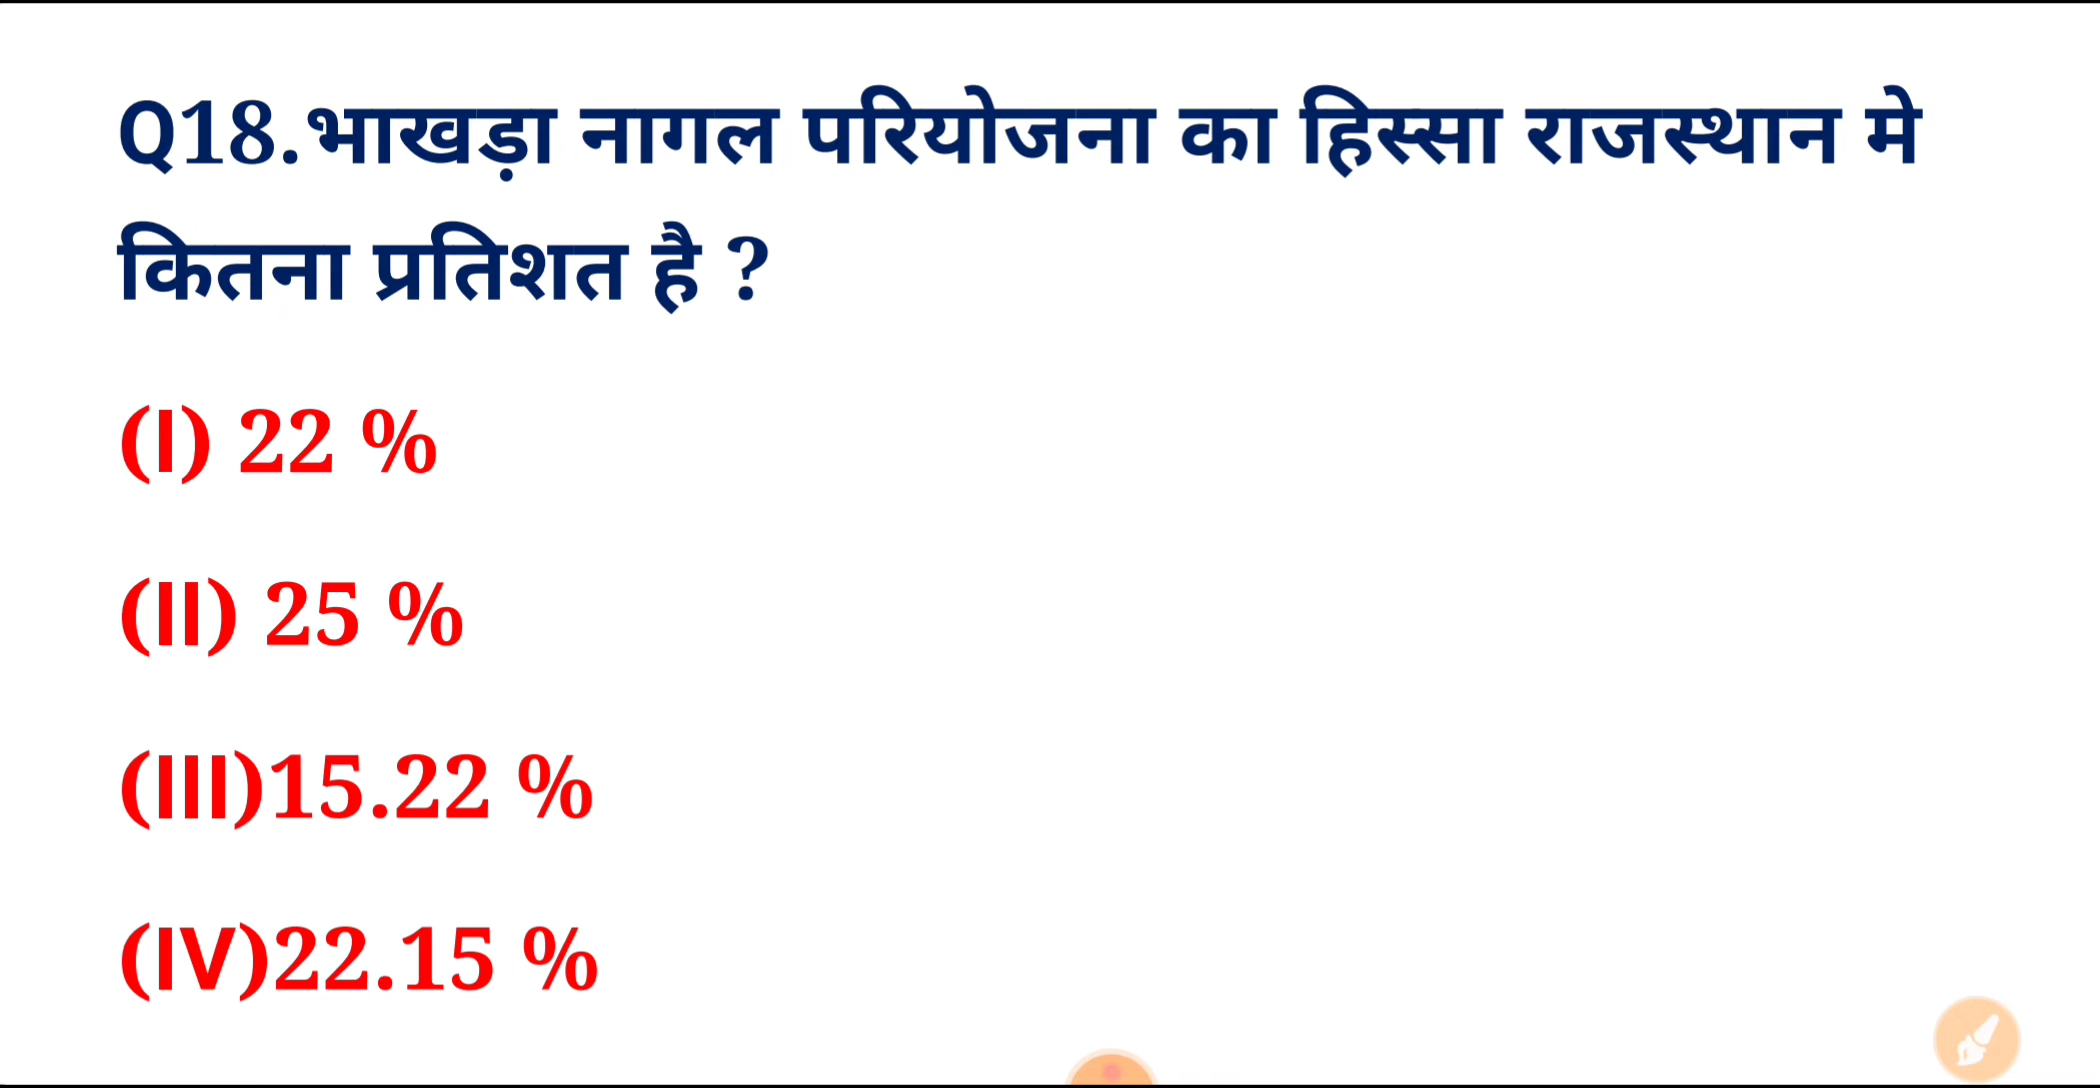 Q18.भाखड़ा नागल परियोजना का हिस्सा राजस्थान मे
कितना प्रतिशत है ?
(I) 22 %
(II) 25 %
(III)15.22 %
(IV)22.15 %